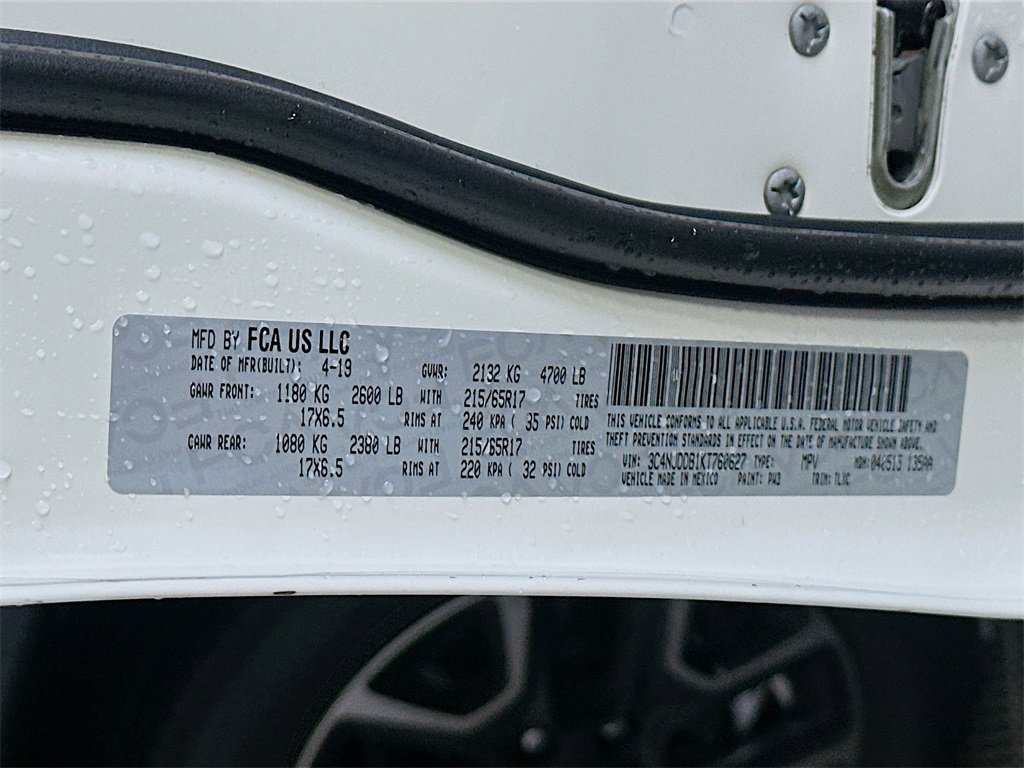 MFD BY FCA US LLC
DATE OF MFR(BUILT): 4-19 GVWR: 2132 KG 4700 LB
GAWR FRONT: 1180 KG 2600 LB WITH 215/65R17 TIRES
17X6.5 RIMS AT 240 KPA ( 35 PSI) COLD
GAWR REAR: 1080 KG 2380 LB WITH 215/65R17 TIRES
17X6.5 RIMS AT 220 KPA ( 32 PSI) COLD
THIS VEHICLE CONFORMS TO ALL APPLICABLE U.S.A. FEDERAL MOTOR VEHICLE SAFETY AND
THEFT PREVENTION STANDARDS IN EFFECT ON THE DATE OF MANUFACTURE SHOWN ABOVE.
VIN: 3C4NJDDB1KT760627 TYPE: MPV MDH: 042513 135AA
VEHICLE MADE IN MEXICO PAINT: PW3 TRIM: